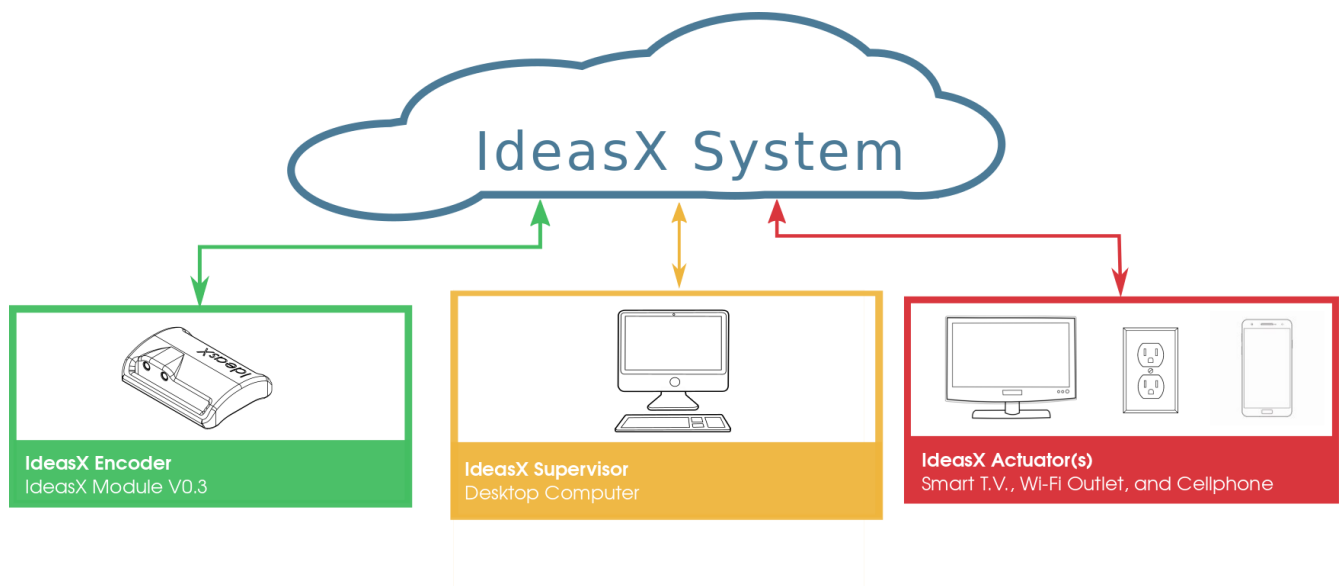 IdeasX System
IdeasX
IdeasX Encoder
IdeasX Module V0.3
IdeasX Supervisor
Desktop Computer
IdeasX Actuator(s)
Smart T.V., Wi-Fi Outlet, and Cellphone